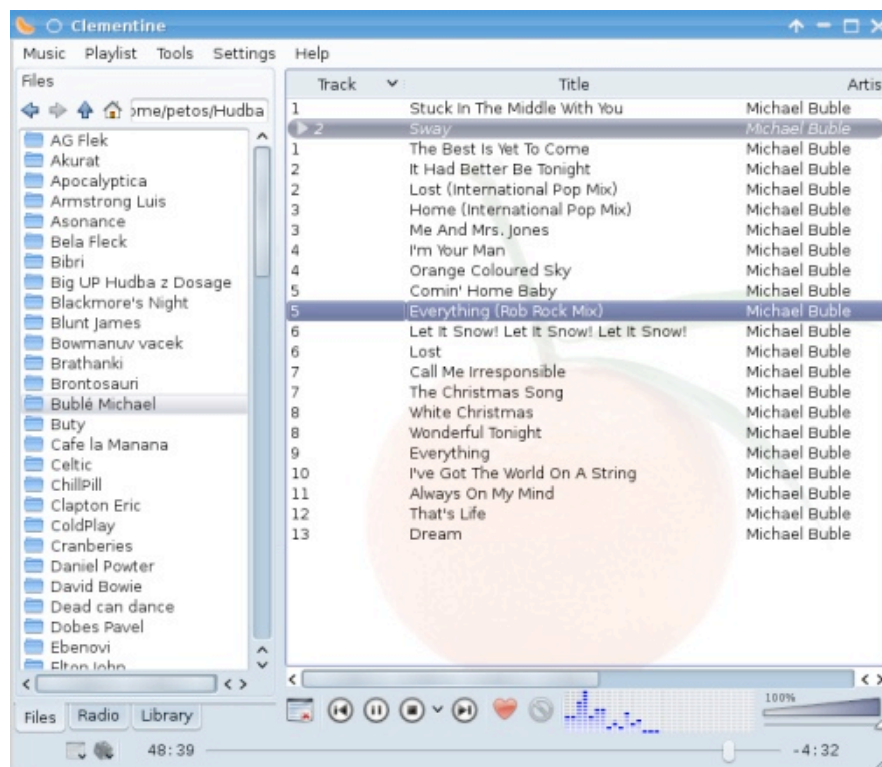 Clementine
Music Playlist Tools Settings Help
Files
ome/petos/Hudba
AG Flek
Akurat
Apocalyptica
Armstrong Luis
Asonance
Bela Fleck
Bibri
Big UP Hudba z Dosage
Blackmore's Night
Blunt James
Bowmanuv vacek
Brathanki
Brontosauri
Bublé Michael
Buty
Cafe la Manana
Celtic
ChillPill
Clapton Eric
ColdPlay
Cranberies
Daniel Powter
David Bowie
Dead can dance
Dobes Pavel
Ebenovi
Elton John
Files Radio Library
Track Title Artis
1 Stuck In The Middle With You Michael Buble
2 Sway Michael Buble
1 The Best Is Yet To Come Michael Buble
2 It Had Better Be Tonight Michael Buble
2 Lost (International Pop Mix) Michael Buble
3 Home (International Pop Mix) Michael Buble
3 Me And Mrs. Jones Michael Buble
4 I'm Your Man Michael Buble
4 Orange Coloured Sky Michael Buble
5 Comin' Home Baby Michael Buble
5 Everything (Rob Rock Mix) Michael Buble
6 Let It Snow! Let It Snow! Let It Snow! Michael Buble
6 Lost Michael Buble
7 Call Me Irresponsible Michael Buble
7 The Christmas Song Michael Buble
8 White Christmas Michael Buble
8 Wonderful Tonight Michael Buble
9 Everything Michael Buble
10 I've Got The World On A String Michael Buble
11 Always On My Mind Michael Buble
12 That's Life Michael Buble
13 Dream Michael Buble
100%
48:39 -4:32